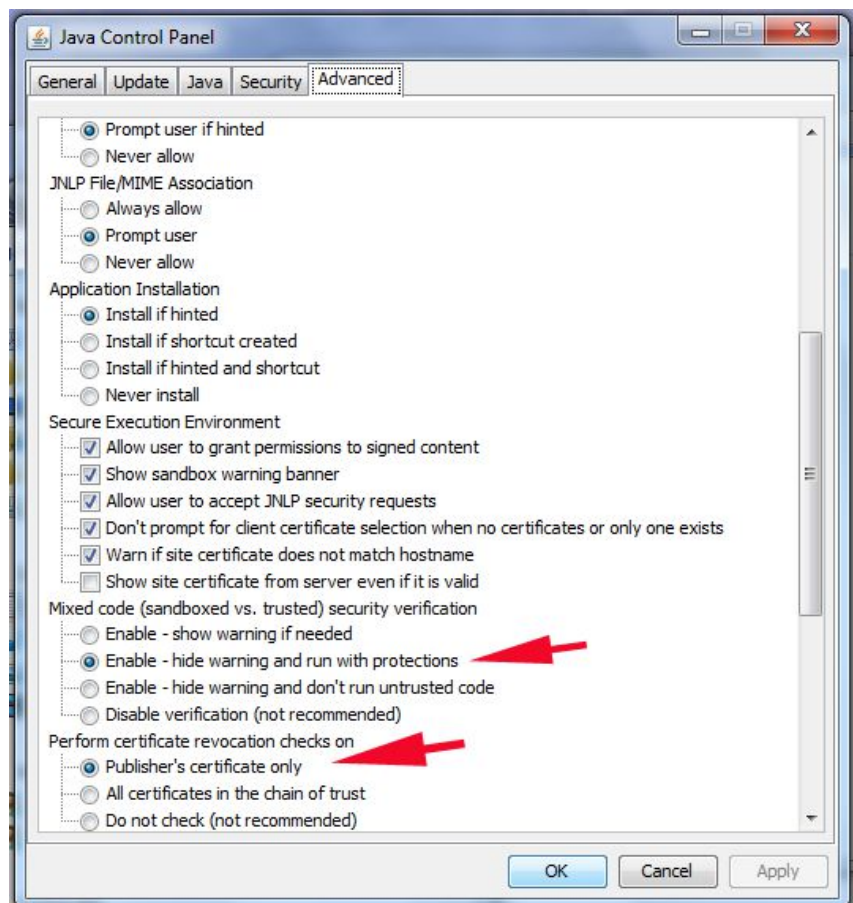 Java Control Panel
General Update Java Security Advanced
Prompt user if hinted
Never allow
JNLP File/MIME Association
Always allow
Prompt user
Never allow
Application Installation
Install if hinted
Install if shortcut created
Install if hinted and shortcut
Never install
Secure Execution Environment
Allow user to grant permissions to signed content
Show sandbox warning banner
Allow user to accept JNLP security requests
Don't prompt for client certificate selection when no certificates or only one exists
Warn if site certificate does not match hostname
Show site certificate from server even if it is valid
Mixed code (sandboxed vs. trusted) security verification
Enable - show warning if needed
Enable - hide warning and run with protections
Enable - hide warning and don't run untrusted code
Disable verification (not recommended)
Perform certificate revocation checks on
Publisher's certificate only
All certificates in the chain of trust
Do not check (not recommended)
OK Cancel Apply